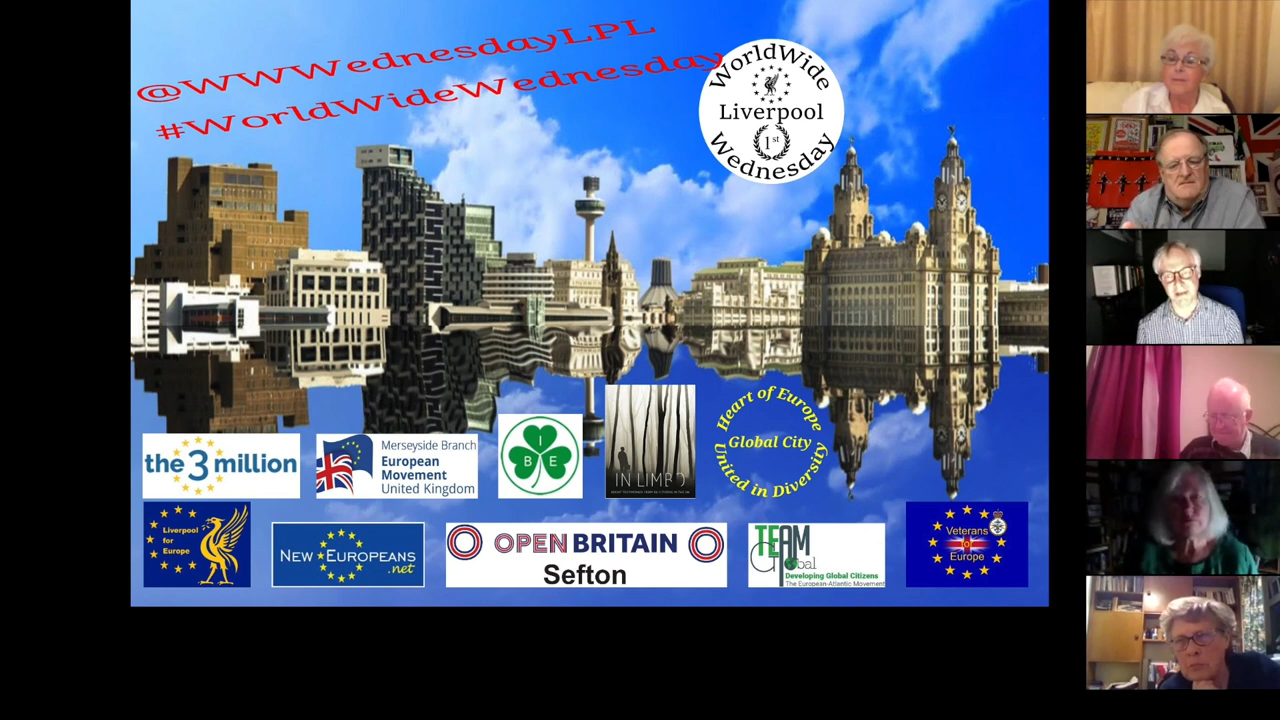 @WWWednesdayLPL
#WorldWideWednesday
WorldWide
Liverpool
1st
Wednesday
the3million
Merseyside Branch
European
Movement
United Kingdom
I
B E
IN LIMBO
Heart of Europe
Global City
United in Diversity
Liverpool
for
Europe
NEW EUROPEANS
.net
OPEN BRITAIN
Sefton
TEAM
Global
Developing Global Citizens
The European-Atlantic Movement
Veterans
for
Europe